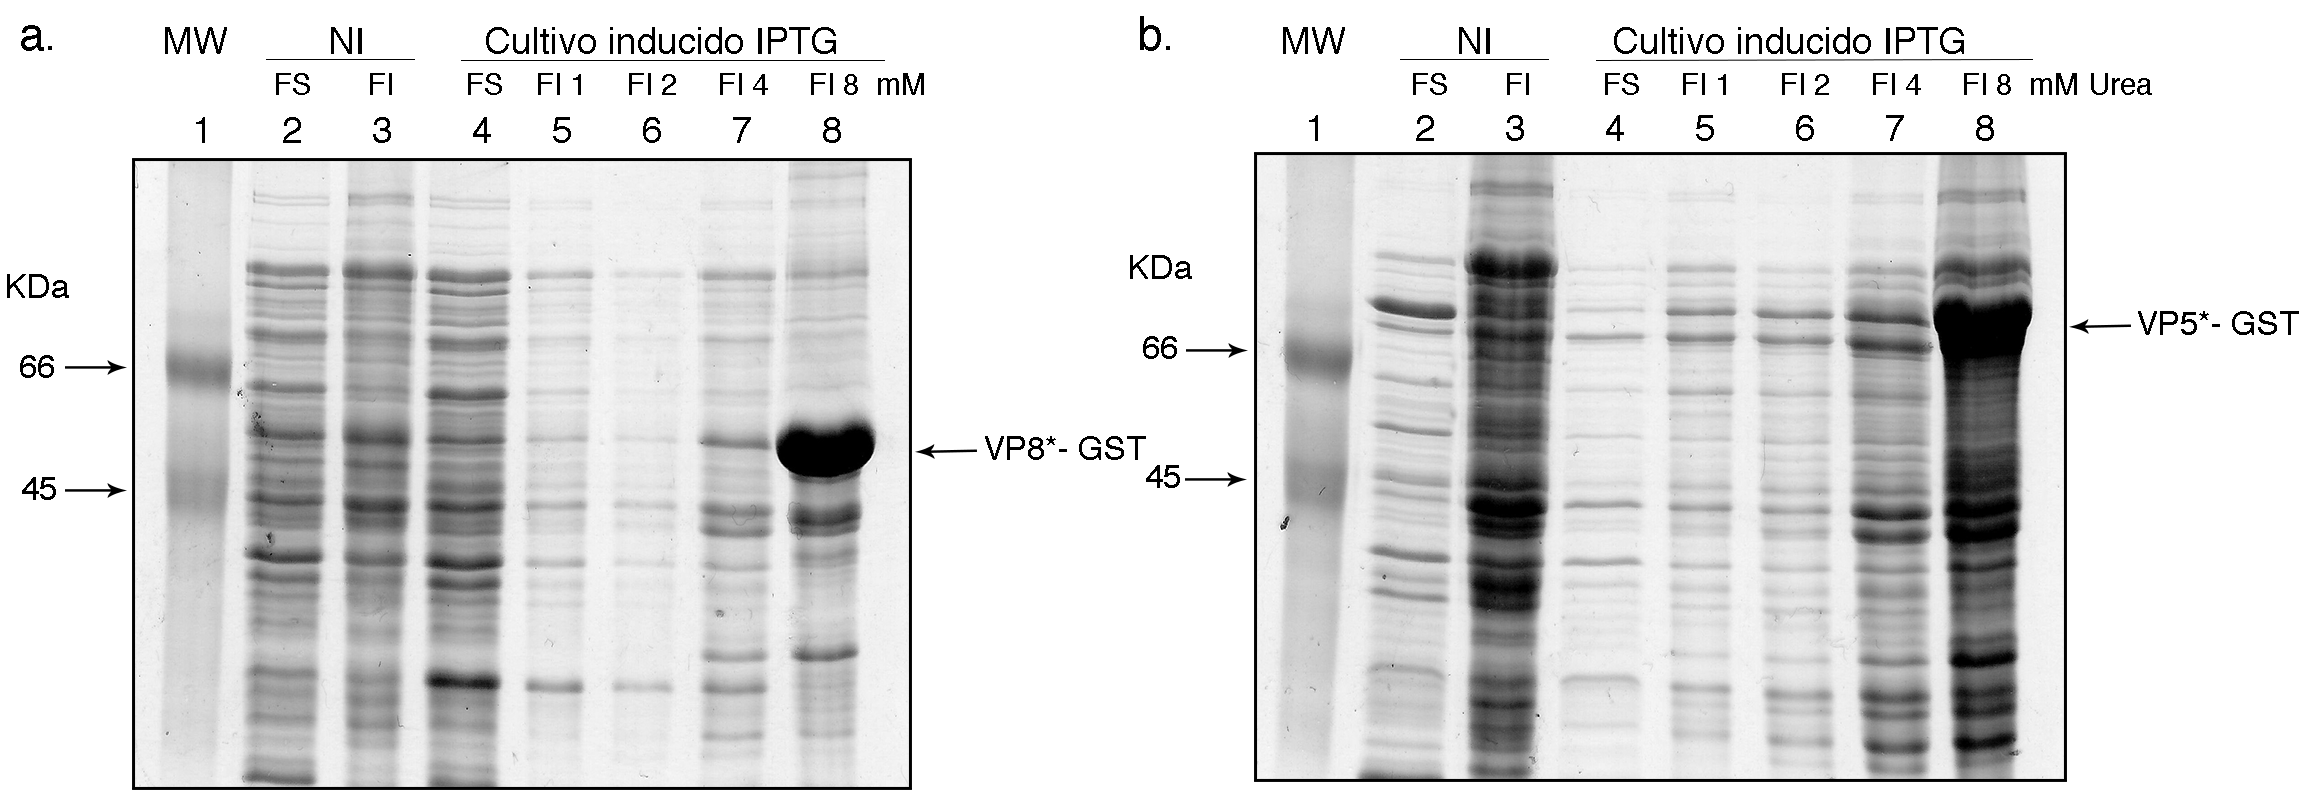 a.
MW NI Cultivo inducido IPTG
FS FI FS FI 1 FI 2 FI 4 FI 8 mM
1 2 3 4 5 6 7 8
KDa
66
VP8*- GST
45
b.
MW NI Cultivo inducido IPTG
FS FI FS FI 1 FI 2 FI 4 FI 8 mM Urea
1 2 3 4 5 6 7 8
KDa
VP5*- GST
66
45